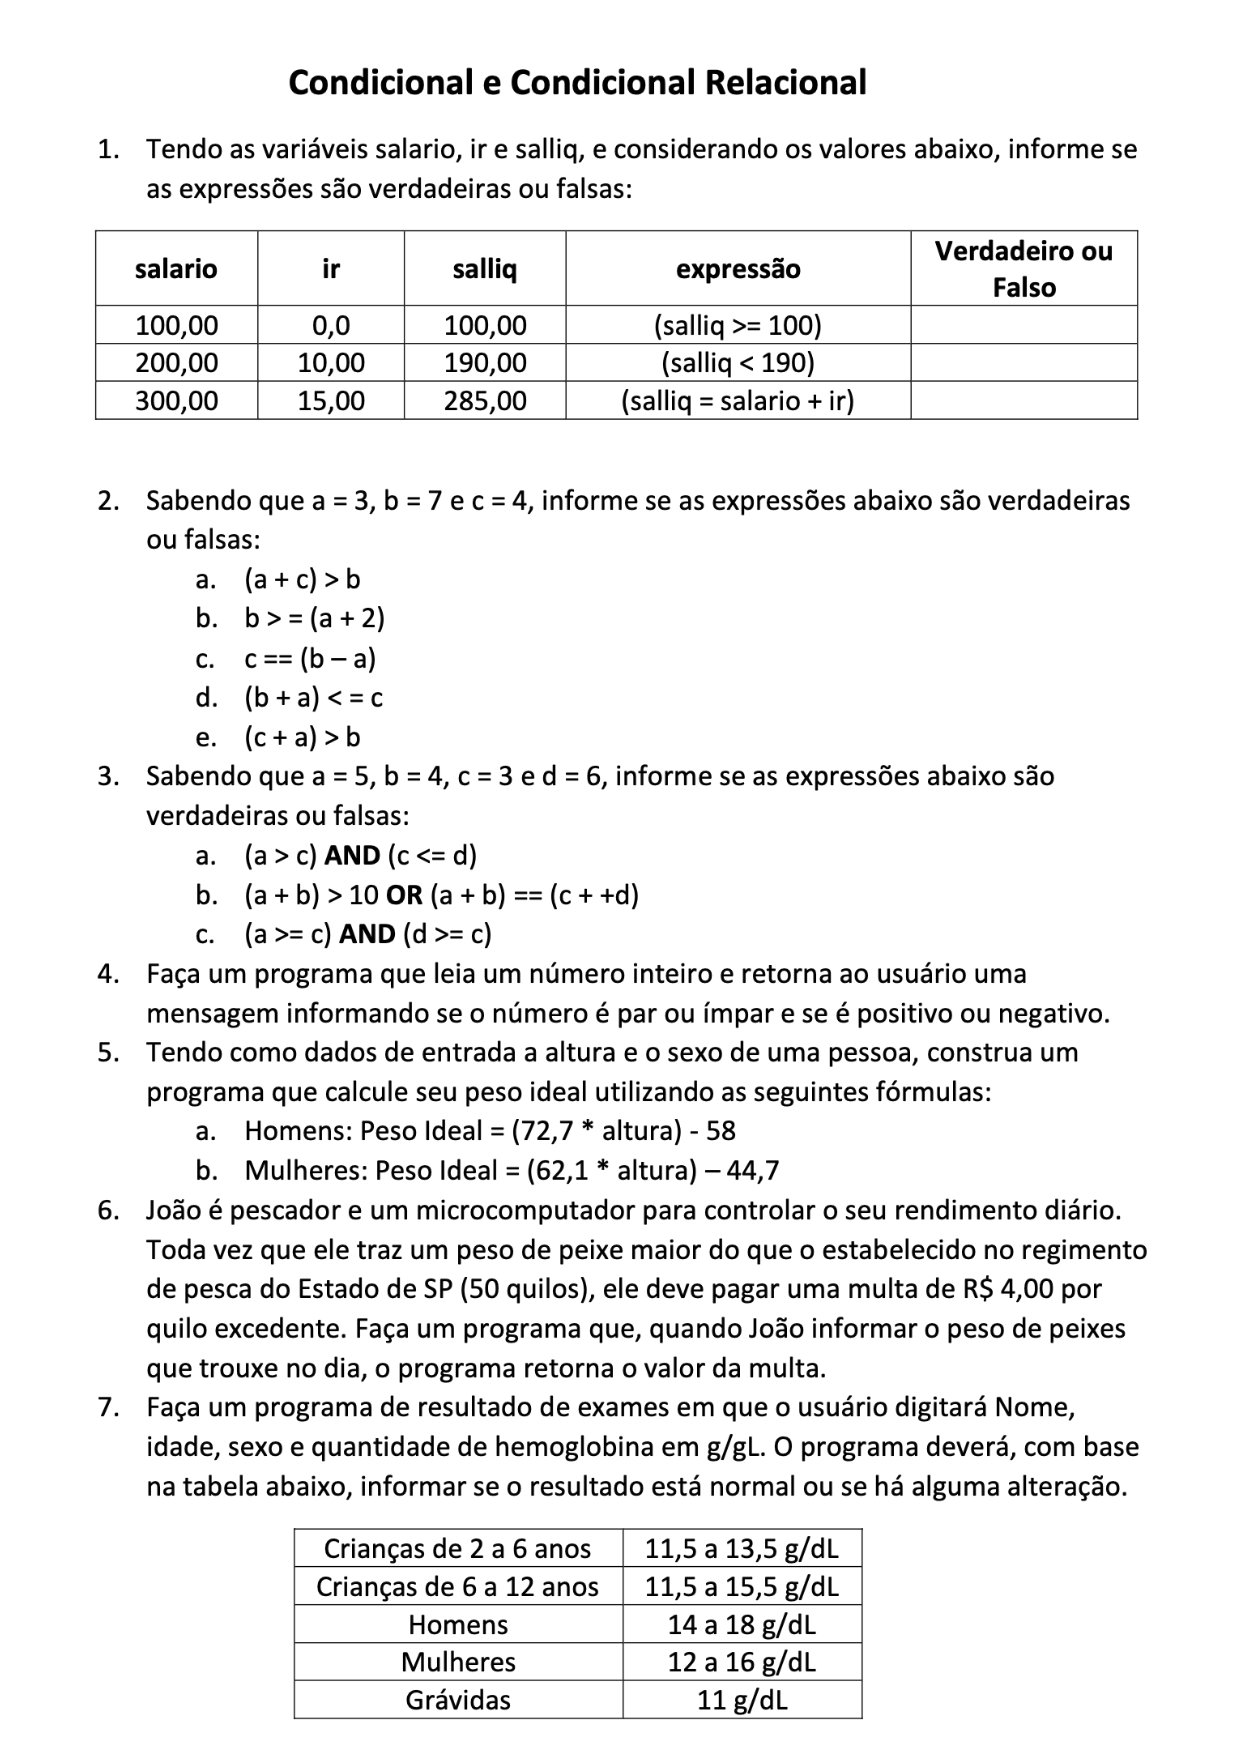 Condicional e Condicional Relacional
1. Tendo as variáveis salario, ir e salliq, e considerando os valores abaixo, informe se
as expressões são verdadeiras ou falsas:
salario ir salliq expressão Verdadeiro ou
Falso
100,00 0,0 100,00 (salliq >= 100)
200,00 10,00 190,00 (salliq < 190)
300,00 15,00 285,00 (salliq = salario + ir)
2. Sabendo que a = 3, b = 7 e c = 4, informe se as expressões abaixo são verdadeiras
ou falsas:
a. (a + c) > b
b. b > = (a + 2)
c. c == (b – a)
d. (b + a) < = c
e. (c + a) > b
3. Sabendo que a = 5, b = 4, c = 3 e d = 6, informe se as expressões abaixo são
verdadeiras ou falsas:
a. (a > c) AND (c <= d)
b. (a + b) > 10 OR (a + b) == (c + +d)
c. (a >= c) AND (d >= c)
4. Faça um programa que leia um número inteiro e retorna ao usuário uma
mensagem informando se o número é par ou ímpar e se é positivo ou negativo.
5. Tendo como dados de entrada a altura e o sexo de uma pessoa, construa um
programa que calcule seu peso ideal utilizando as seguintes fórmulas:
a. Homens: Peso Ideal = (72,7 * altura) - 58
b. Mulheres: Peso Ideal = (62,1 * altura) – 44,7
6. João é pescador e um microcomputador para controlar o seu rendimento diário.
Toda vez que ele traz um peso de peixe maior do que o estabelecido no regimento
de pesca do Estado de SP (50 quilos), ele deve pagar uma multa de R$ 4,00 por
quilo excedente. Faça um programa que, quando João informar o peso de peixes
que trouxe no dia, o programa retorna o valor da multa.
7. Faça um programa de resultado de exames em que o usuário digitará Nome,
idade, sexo e quantidade de hemoglobina em g/gL. O programa deverá, com base
na tabela abaixo, informar se o resultado está normal ou se há alguma alteração.
Crianças de 2 a 6 anos 11,5 a 13,5 g/dL
Crianças de 6 a 12 anos 11,5 a 15,5 g/dL
Homens 14 a 18 g/dL
Mulheres 12 a 16 g/dL
Grávidas 11 g/dL